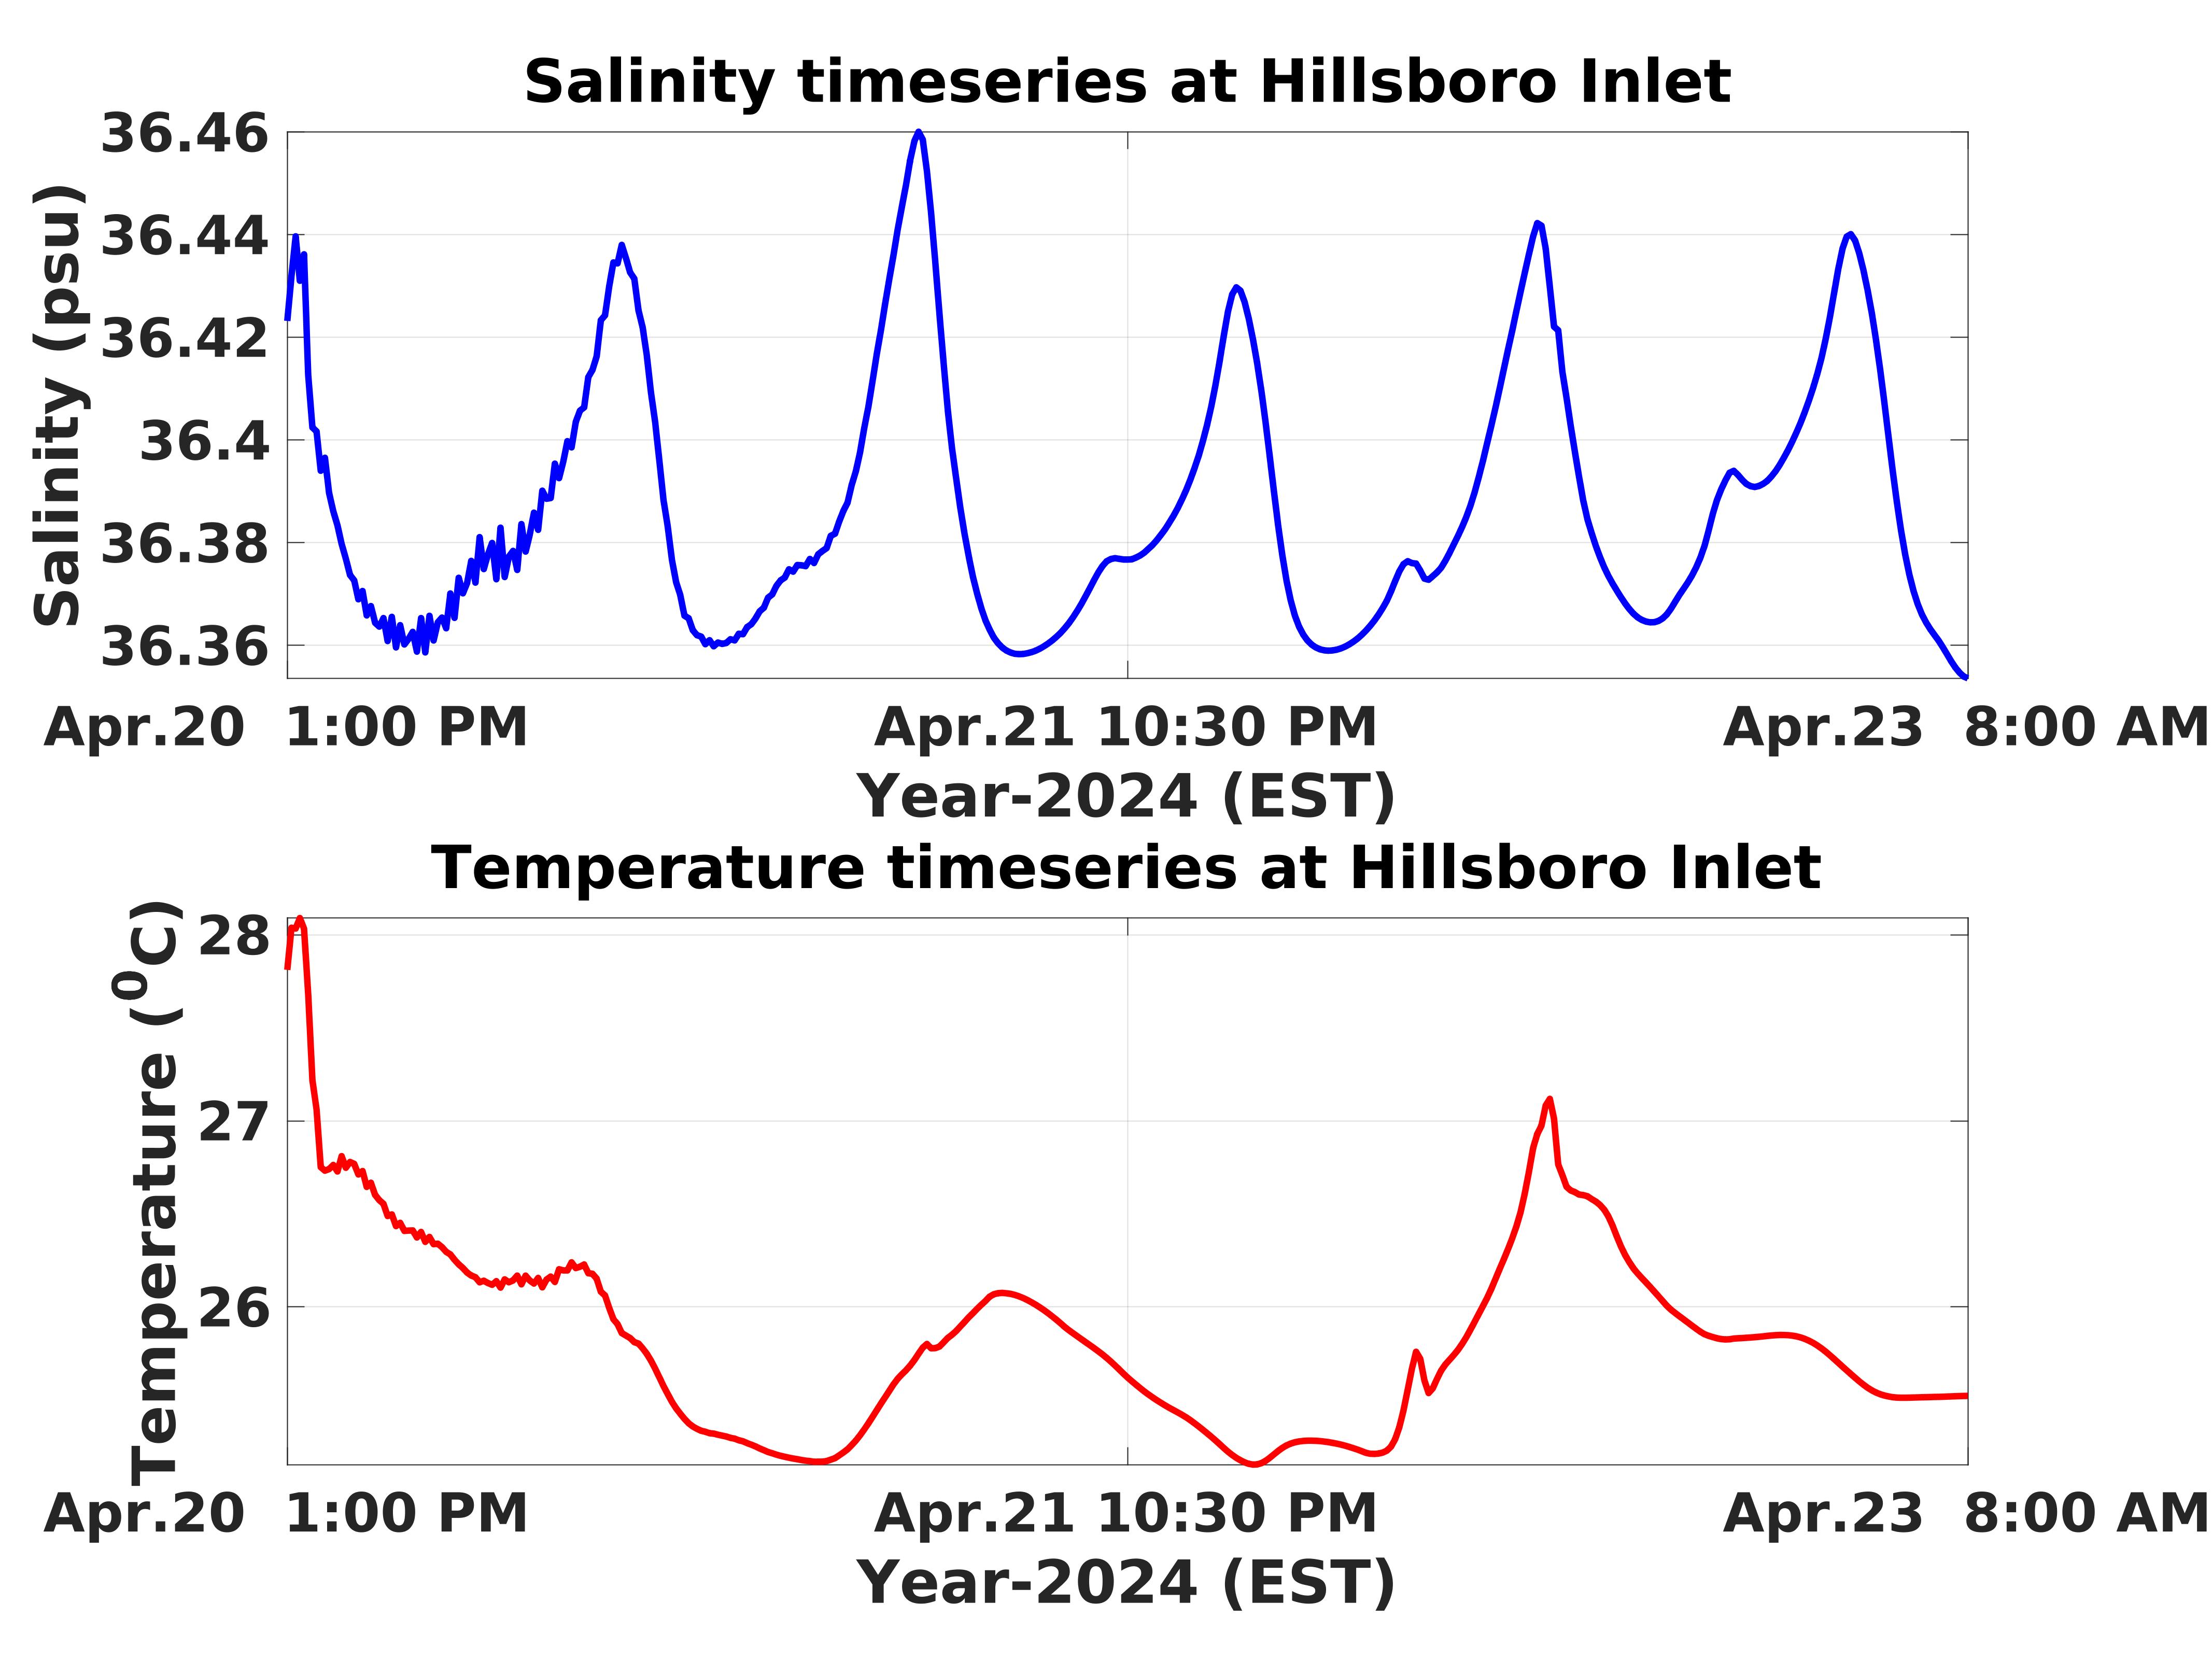 Salinity timeseries at Hillsboro Inlet
Salinity (psu)
36.46
36.44
36.42
36.4
36.38
36.36
Apr.20  1:00 PM
Apr.21 10:30 PM
Apr.23  8:00 AM
Year-2024 (EST)
Temperature timeseries at Hillsboro Inlet
Temperature (⁰C)
28
27
26
Apr.20  1:00 PM
Apr.21 10:30 PM
Apr.23  8:00 AM
Year-2024 (EST)